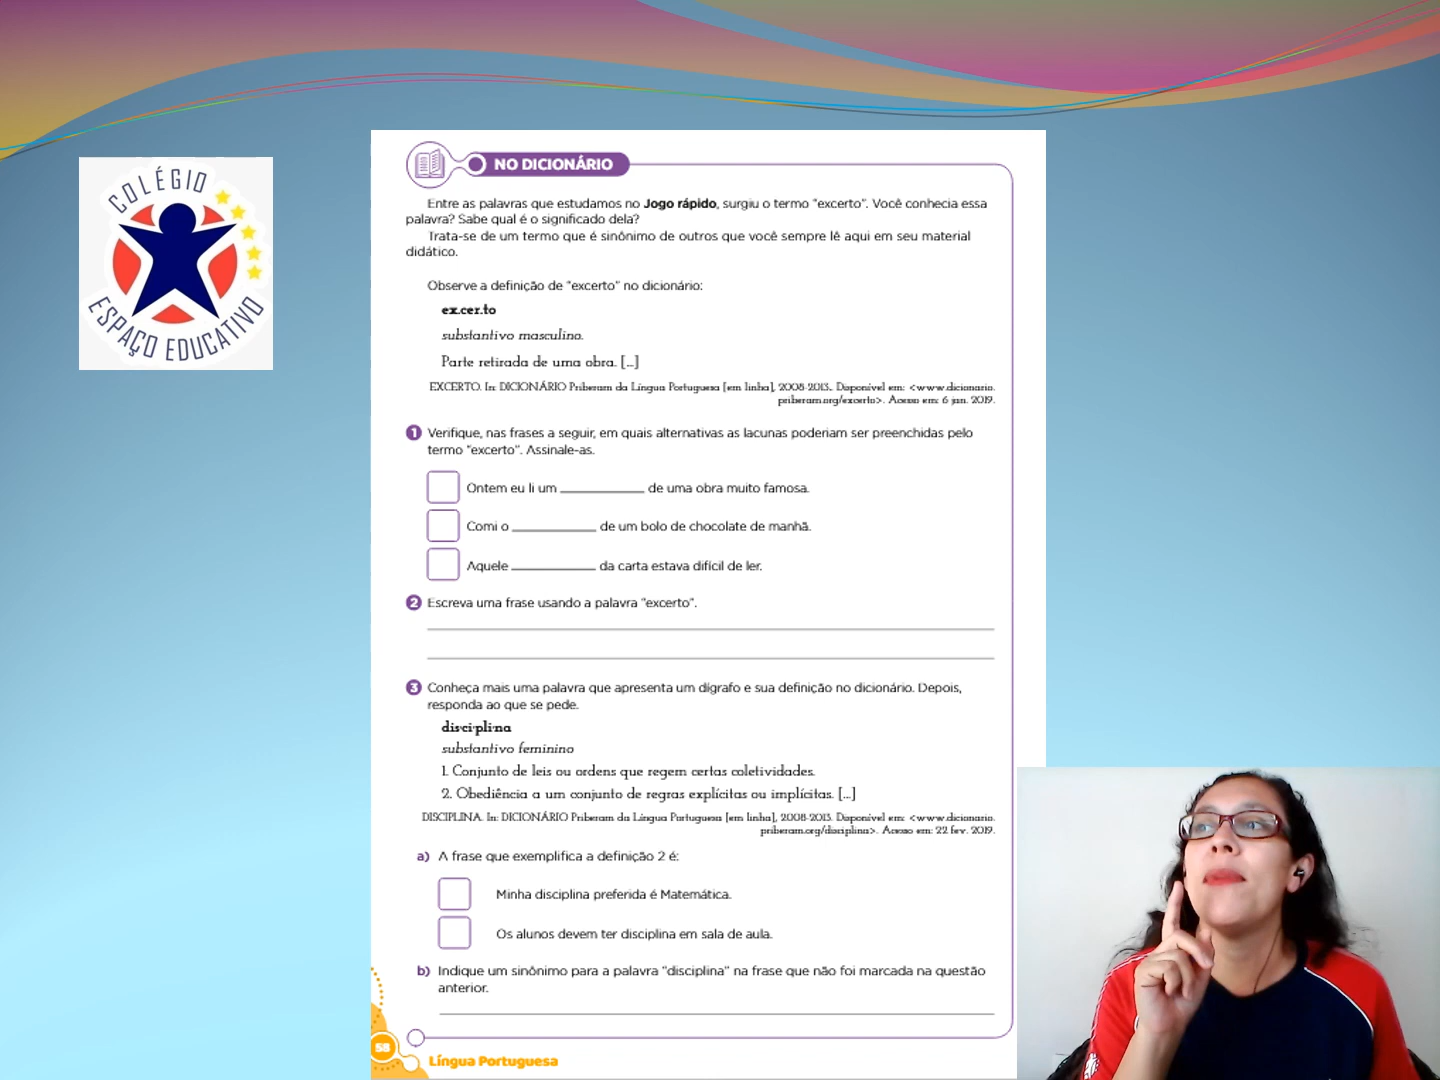 COLÉGIO
ESPAÇO EDUCATIVO
NO DICIONÁRIO
Entre as palavras que estudamos no Jogo rápido, surgiu o termo "excerto". Você conhecia essa
palavra? Sabe qual é o significado dela?
Trata-se de um termo que é sinônimo de outros que você sempre lê aqui em seu material
didático.
Observe a definição de "excerto" no dicionário:
ex.cer.to
substantivo masculino.
Parte retirada de uma obra. [...]
EXCERTO. In: DICIONÁRIO Priberam da Língua Portuguesa [em linha], 2008-2013. Disponível em: <www.dicionario.
priberam.org/excerto>. Acesso em: 6 jan. 2019.
1 Verifique, nas frases a seguir, em quais alternativas as lacunas poderiam ser preenchidas pelo
termo "excerto". Assinale-as.
Ontem eu li um ____________ de uma obra muito famosa.
Comi o ____________ de um bolo de chocolate de manhã.
Aquele ____________ da carta estava difícil de ler.
2 Escreva uma frase usando a palavra "excerto".
3 Conheça mais uma palavra que apresenta um dígrafo e sua definição no dicionário. Depois,
responda ao que se pede.
dis·ci·pli·na
substantivo feminino
1. Conjunto de leis ou ordens que regem certas coletividades.
2. Obediência a um conjunto de regras explícitas ou implícitas. [...]
DISCIPLINA. In: DICIONÁRIO Priberam da Língua Portuguesa [em linha], 2008-2013. Disponível em: <www.dicionario.
priberam.org/disciplina>. Acesso em: 22 fev. 2019.
a) A frase que exemplifica a definição 2 é:
Minha disciplina preferida é Matemática.
Os alunos devem ter disciplina em sala de aula.
b) Indique um sinônimo para a palavra "disciplina" na frase que não foi marcada na questão
anterior.
58
Língua Portuguesa